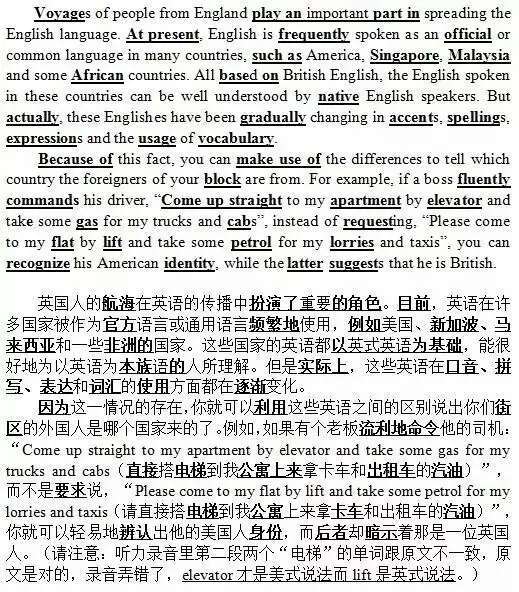 Voyages of people from England play an important part in spreading the
English language. At present, English is frequently spoken as an official or
common language in many countries, such as America, Singapore, Malaysia
and some African countries. All based on British English, the English spoken
in these countries can be well understood by native English speakers. But
actually, these Englishes have been gradually changing in accents, spellings,
expressions and the usage of vocabulary.
Because of this fact, you can make use of the differences to tell which
country the foreigners of your block are from. For example, if a boss fluently
commands his driver, “Come up straight to my apartment by elevator and
take some gas for my trucks and cabs”, instead of requesting, “Please come
to my flat by lift and take some petrol for my lorries and taxis”, you can
recognize his American identity, while the latter suggests that he is British.
英国人的航海在英语的传播中扮演了重要的角色。目前，英语在许
多国家被作为官方语言或通用语言频繁地使用，例如美国、新加坡、马
来西亚和一些非洲的国家。这些国家的英语都以英式英语为基础，能很
好地为以英语为本族语的人所理解。但是实际上，这些英语在口音、拼
写、表达和词汇的使用方面都在逐渐变化。
因为这一情况的存在，你就可以利用这些英语之间的区别说出你们街
区的外国人是哪个国家来的了。例如，如果有个老板流利地命令他的司机：
“Come up straight to my apartment by elevator and take some gas for my
trucks and cabs（直接搭电梯到我公寓上来拿卡车和出租车的汽油）”，
而不是要求说，“Please come to my flat by lift and take some petrol for my
lorries and taxis（请直接搭电梯到我公寓上来拿卡车和出租车的汽油）”，
你就可以轻易地辨认出他的美国人身份，而后者却暗示着那是一位英国
人。（请注意：听力录音里第二段两个“电梯”的单词跟原文不一致，原
文是对的，录音弄错了，elevator 才是美式说法而 lift 是英式说法。）